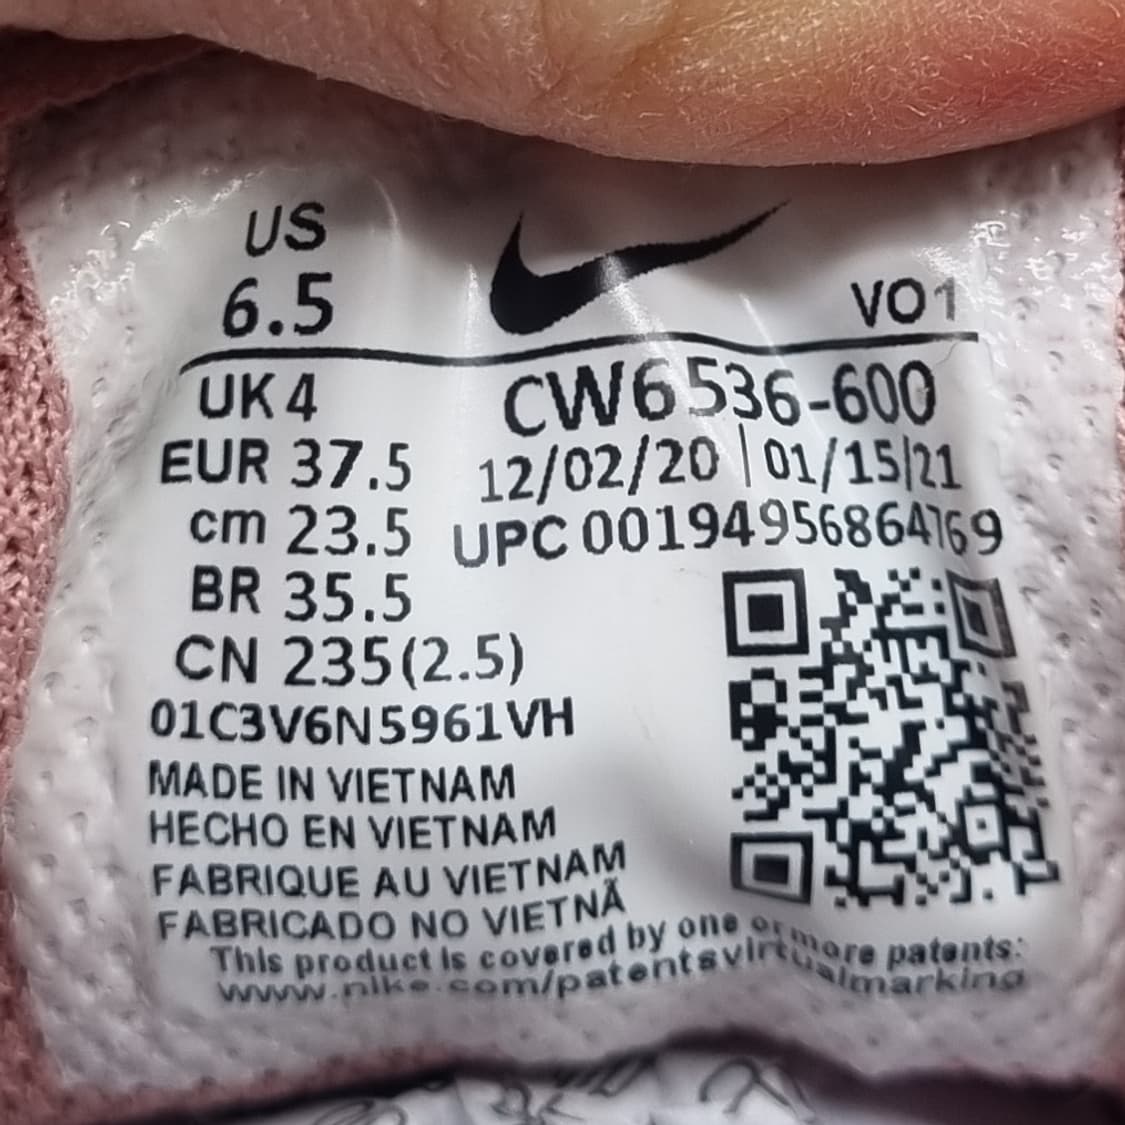 US
6.5
VO1
UK 4
CW6536-600
EUR 37.5
12/02/20 | 01/15/21
cm 23.5
UPC 00194956864769
BR 35.5
CN 235(2.5)
01C3V6N5961VH
MADE IN VIETNAM
HECHO EN VIETNAM
FABRIQUE AU VIETNAM
FABRICADO NO VIETNÃ
This product is covered by one or more patents:
www.nike.com/patentsvirtualmarking